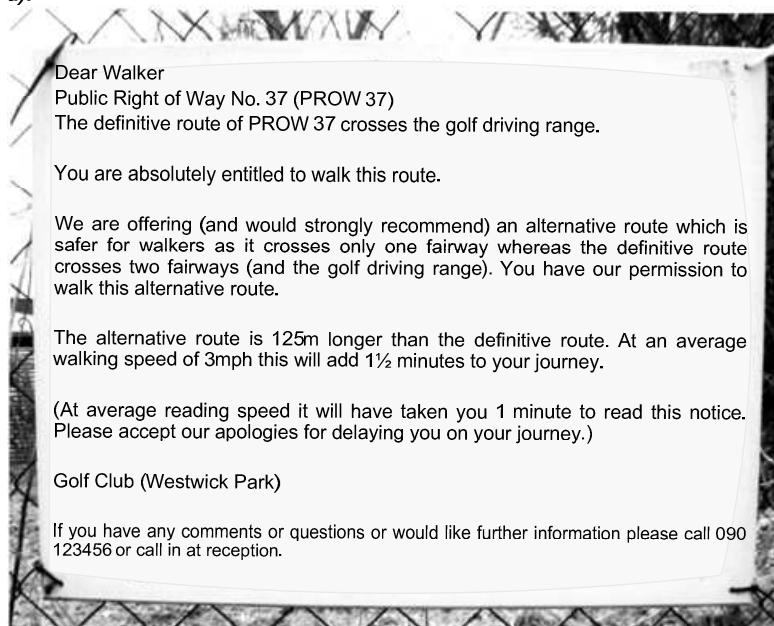 Dear Walker
Public Right of Way No. 37 (PROW 37)
The definitive route of PROW 37 crosses the golf driving range.
You are absolutely entitled to walk this route.
We are offering (and would strongly recommend) an alternative route which is
safer for walkers as it crosses only one fairway whereas the definitive route
crosses two fairways (and the golf driving range). You have our permission to
walk this alternative route.
The alternative route is 125m longer than the definitive route. At an average
walking speed of 3mph this will add 1½ minutes to your journey.
(At average reading speed it will have taken you 1 minute to read this notice.
Please accept our apologies for delaying you on your journey.)
Golf Club (Westwick Park)
If you have any comments or questions or would like further information please call 090
123456 or call in at reception.